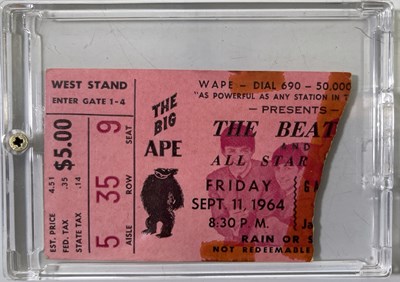 WEST STAND
ENTER GATE 1-4
$5.00
EST. PRICE 4.51
FED. TAX .35
STATE TAX .14
5 AISLE
35 ROW
9 SEAT
THE
BIG
APE
WAPE - DIAL 690 - 50,000
"AS POWERFUL AS ANY STATION IN T
- PRESENTS -
THE BEAT
AND
ALL STAR
FRIDAY
SEPT. 11, 1964
8:30 P.M.
RAIN OR S
NOT REDEEMABLE